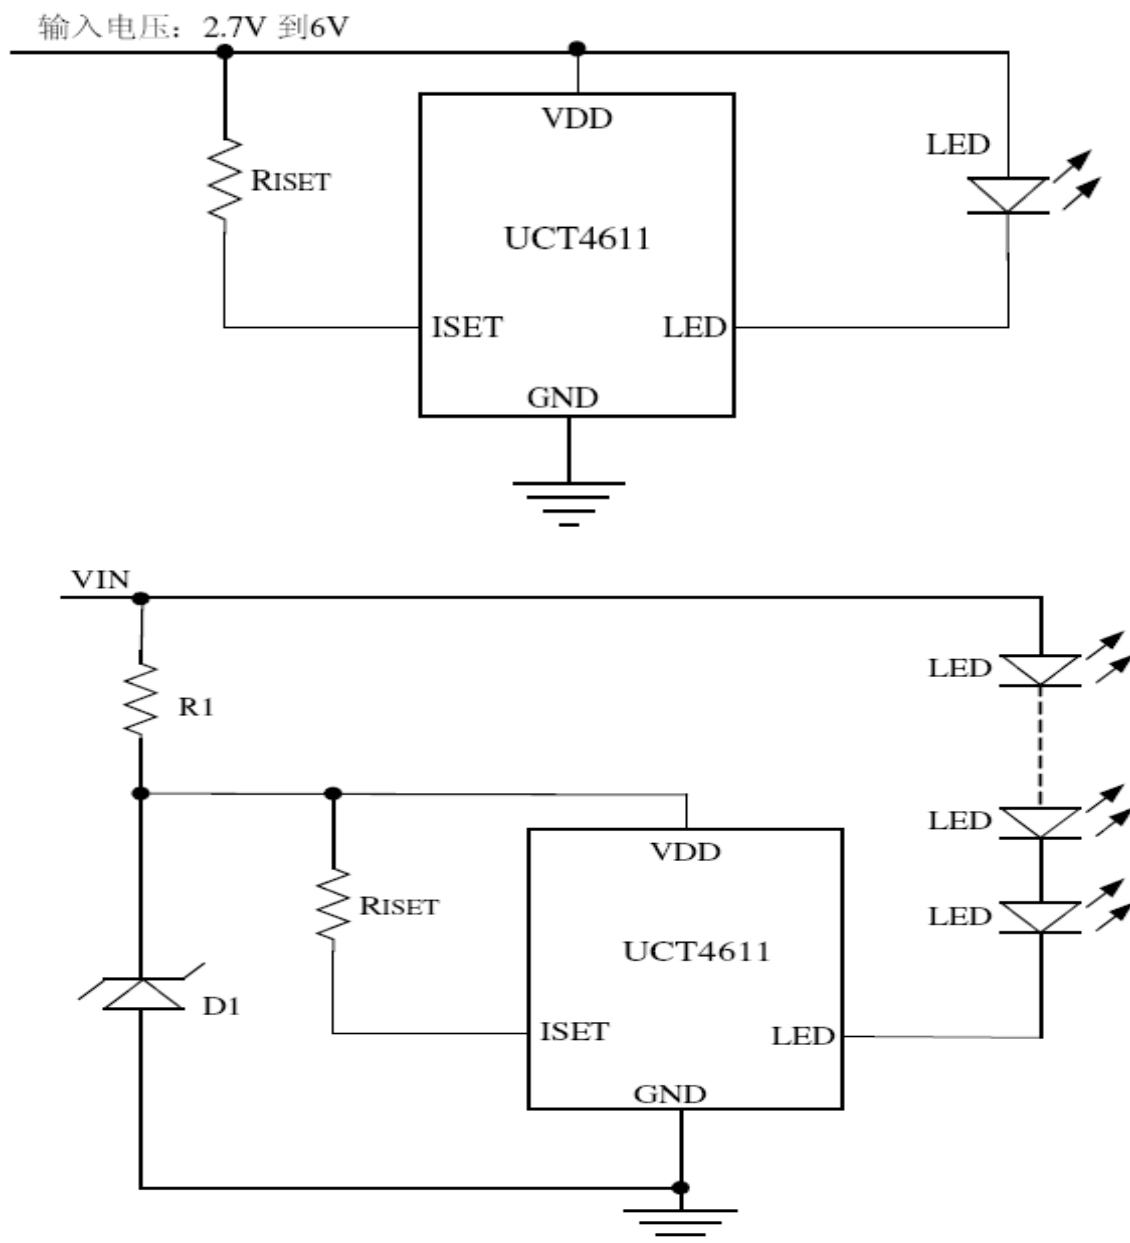 输入电压：2.7V 到6V
VDD
LED
RISET
UCT4611
ISET
LED
GND
VIN
LED
R1
LED
VDD
RISET
LED
UCT4611
D1
ISET
LED
GND